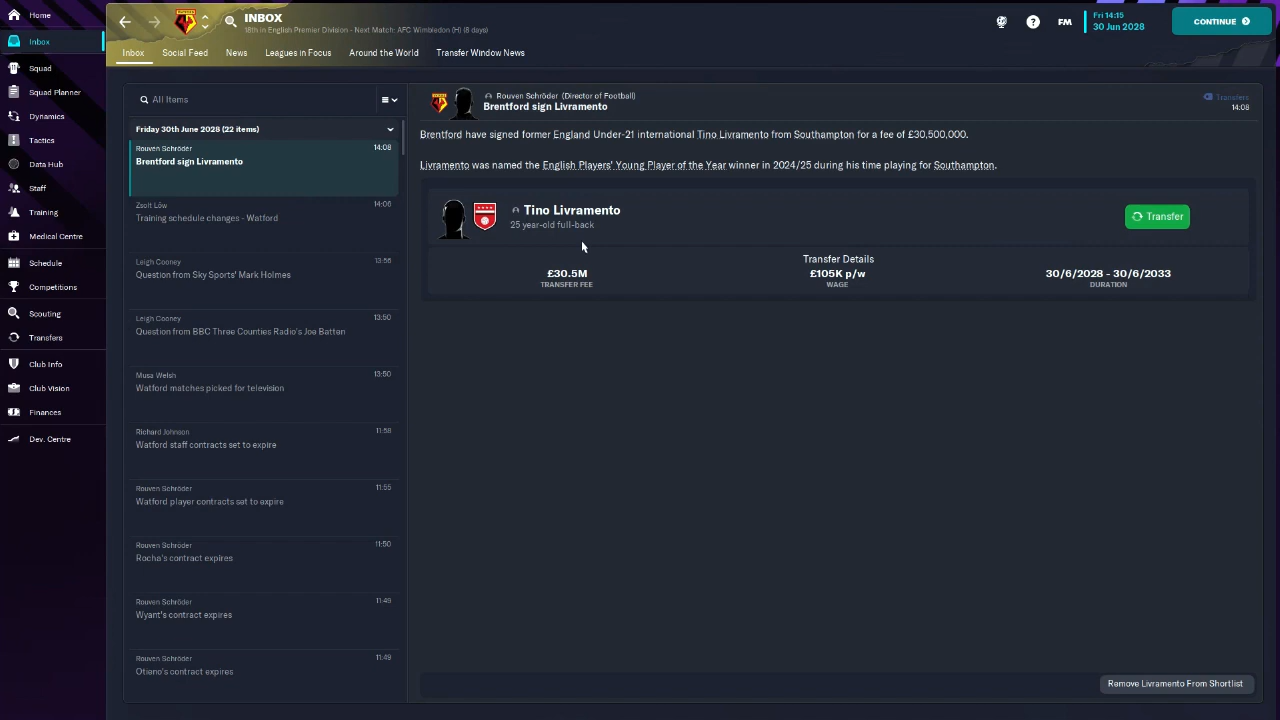 Home
Inbox
Squad
Squad Planner
Dynamics
Tactics
Data Hub
Staff
Training
Medical Centre
Schedule
Competitions
Scouting
Transfers
Club Info
Club Vision
Finances
Dev. Centre
INBOX
18th in English Premier Division - Next Match: AFC Wimbledon (H) (8 days)
FM
Fri 14:15
30 Jun 2028
CONTINUE
Inbox
Social Feed
News
Leagues in Focus
Around the World
Transfer Window News
All Items
Friday 30th June 2028 (22 items)
Rouven Schröder
14:08
Brentford sign Livramento
Zsolt Löw
14:06
Training schedule changes - Watford
Leigh Cooney
13:56
Question from Sky Sports' Mark Holmes
Leigh Cooney
13:50
Question from BBC Three Counties Radio's Joe Batten
Musa Welsh
13:50
Watford matches picked for television
Richard Johnson
11:58
Watford staff contracts set to expire
Rouven Schröder
11:55
Watford player contracts set to expire
Rouven Schröder
11:50
Rocha's contract expires
Rouven Schröder
11:49
Wyant's contract expires
Rouven Schröder
11:49
Otieno's contract expires
Rouven Schröder (Director of Football)
Brentford sign Livramento
Transfers
14:08
Brentford have signed former England Under-21 international Tino Livramento from Southampton for a fee of £30,500,000.
Livramento was named the English Players' Young Player of the Year winner in 2024/25 during his time playing for Southampton.
Tino Livramento
25 year-old full-back
Transfer
Transfer Details
£30.5M
TRANSFER FEE
£105K p/w
WAGE
30/6/2028 - 30/6/2033
DURATION
Remove Livramento From Shortlist